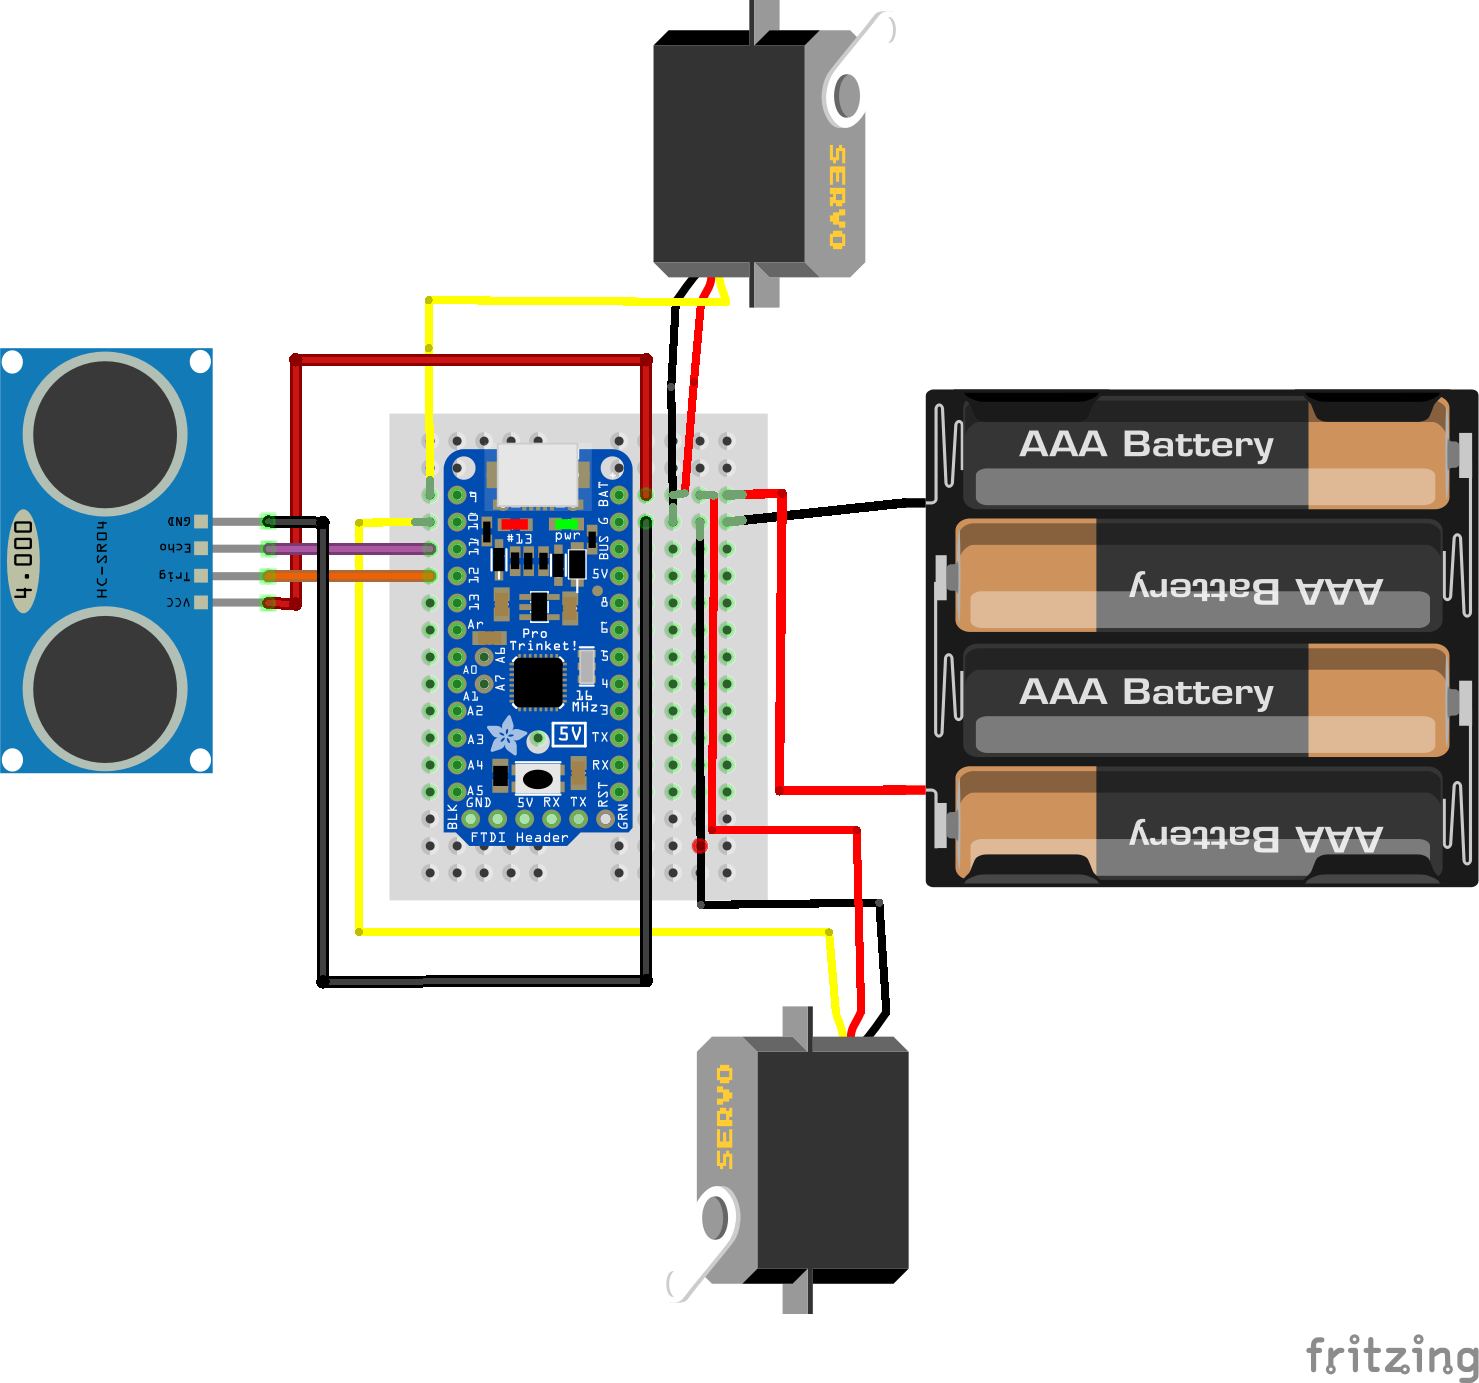 SERVO
AAA Battery
AAA Battery
AAA Battery
AAA Battery
4.000
HC-SR04
GND
Echo
Trig
VCC
9
10
11
12
13
Ar
A0
A1
A2
A3
A4
A5
A6
A7
BAT
G
BUS
5V
8
6
5
4
3
TX
RX
RST
#13
pwr
Pro
Trinket!
16
MHz
5V
BLK
GND
5V
RX
TX
GRN
FTDI Header
SERVO
fritzing